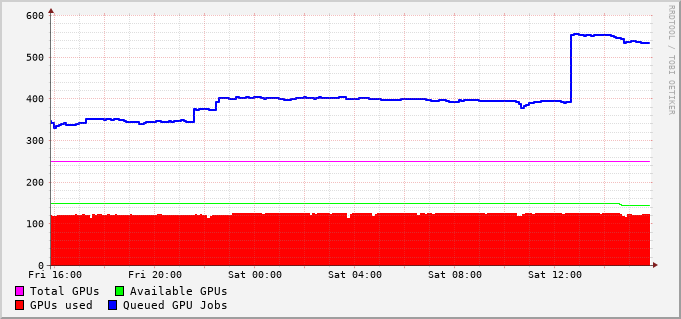 RRDTOOL / TOBI OETIKER
600
500
400
300
200
100
0
Fri 16:00 Fri 20:00 Sat 00:00 Sat 04:00 Sat 08:00 Sat 12:00
Total GPUs Available GPUs
GPUs used Queued GPU Jobs